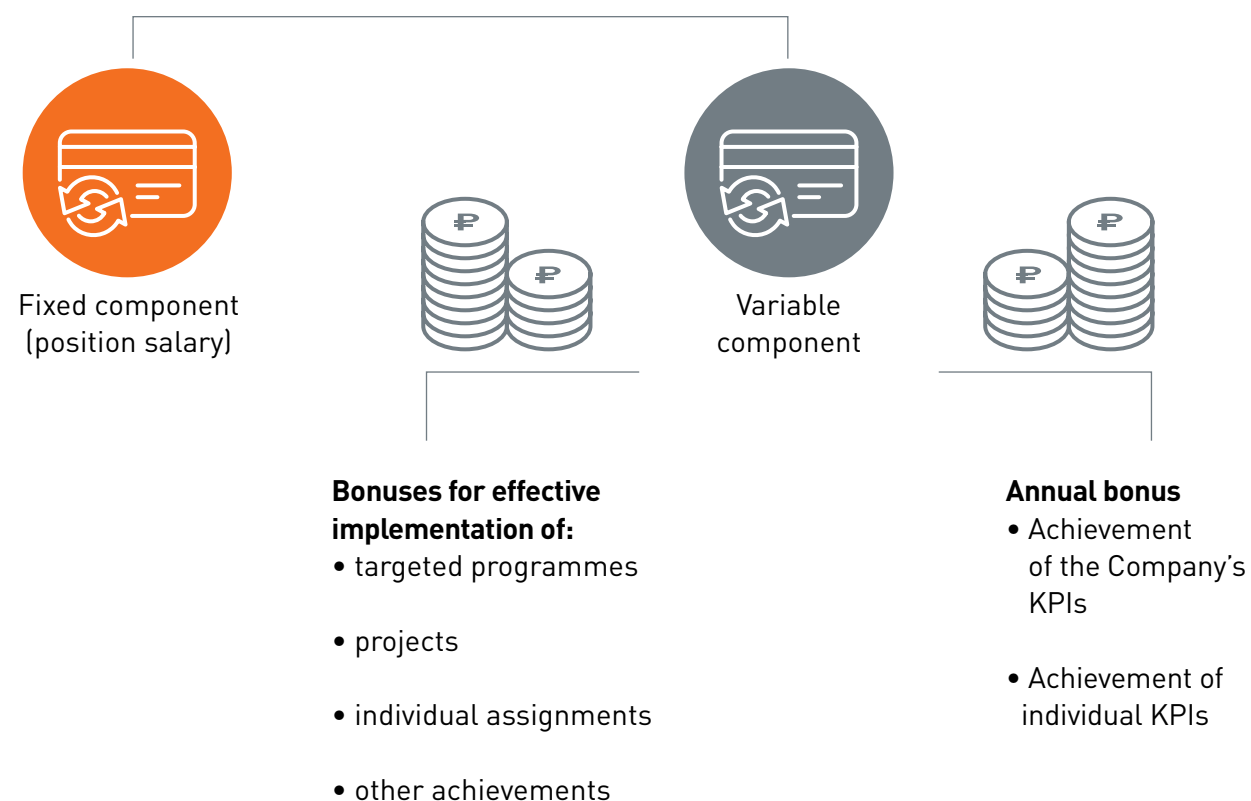 Fixed component
(position salary)
Variable
component
₽
₽
₽
₽
Bonuses for effective
implementation of:
• targeted programmes
• projects
• individual assignments
• other achievements
Annual bonus
• Achievement
of the Company’s
KPIs
• Achievement of
individual KPIs